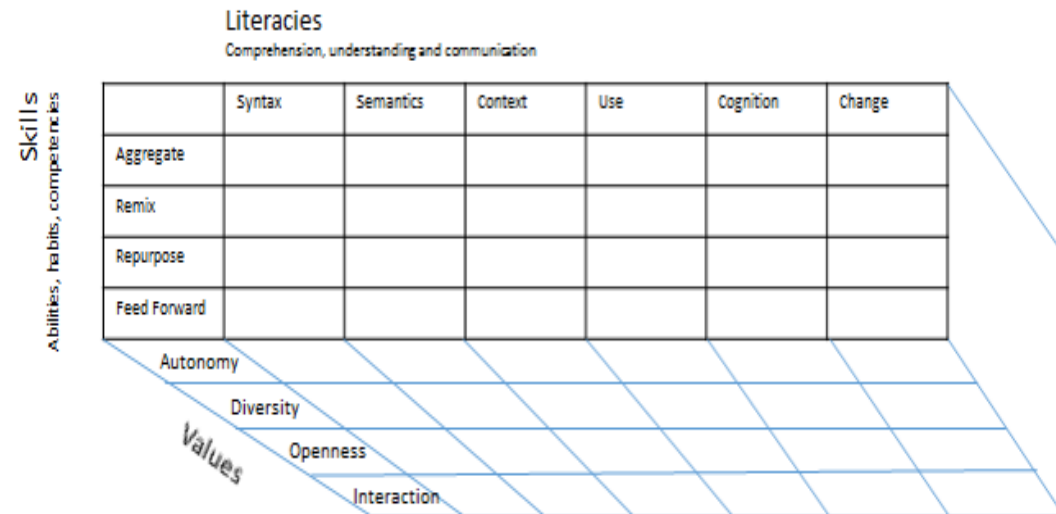 Literacies
Comprehension, understanding and communication
Skills
Abilities, habits, competencies
Syntax Semantics Context Use Cognition Change
Aggregate
Remix
Repurpose
Feed Forward
Autonomy
Diversity
Openness
Interaction
Values